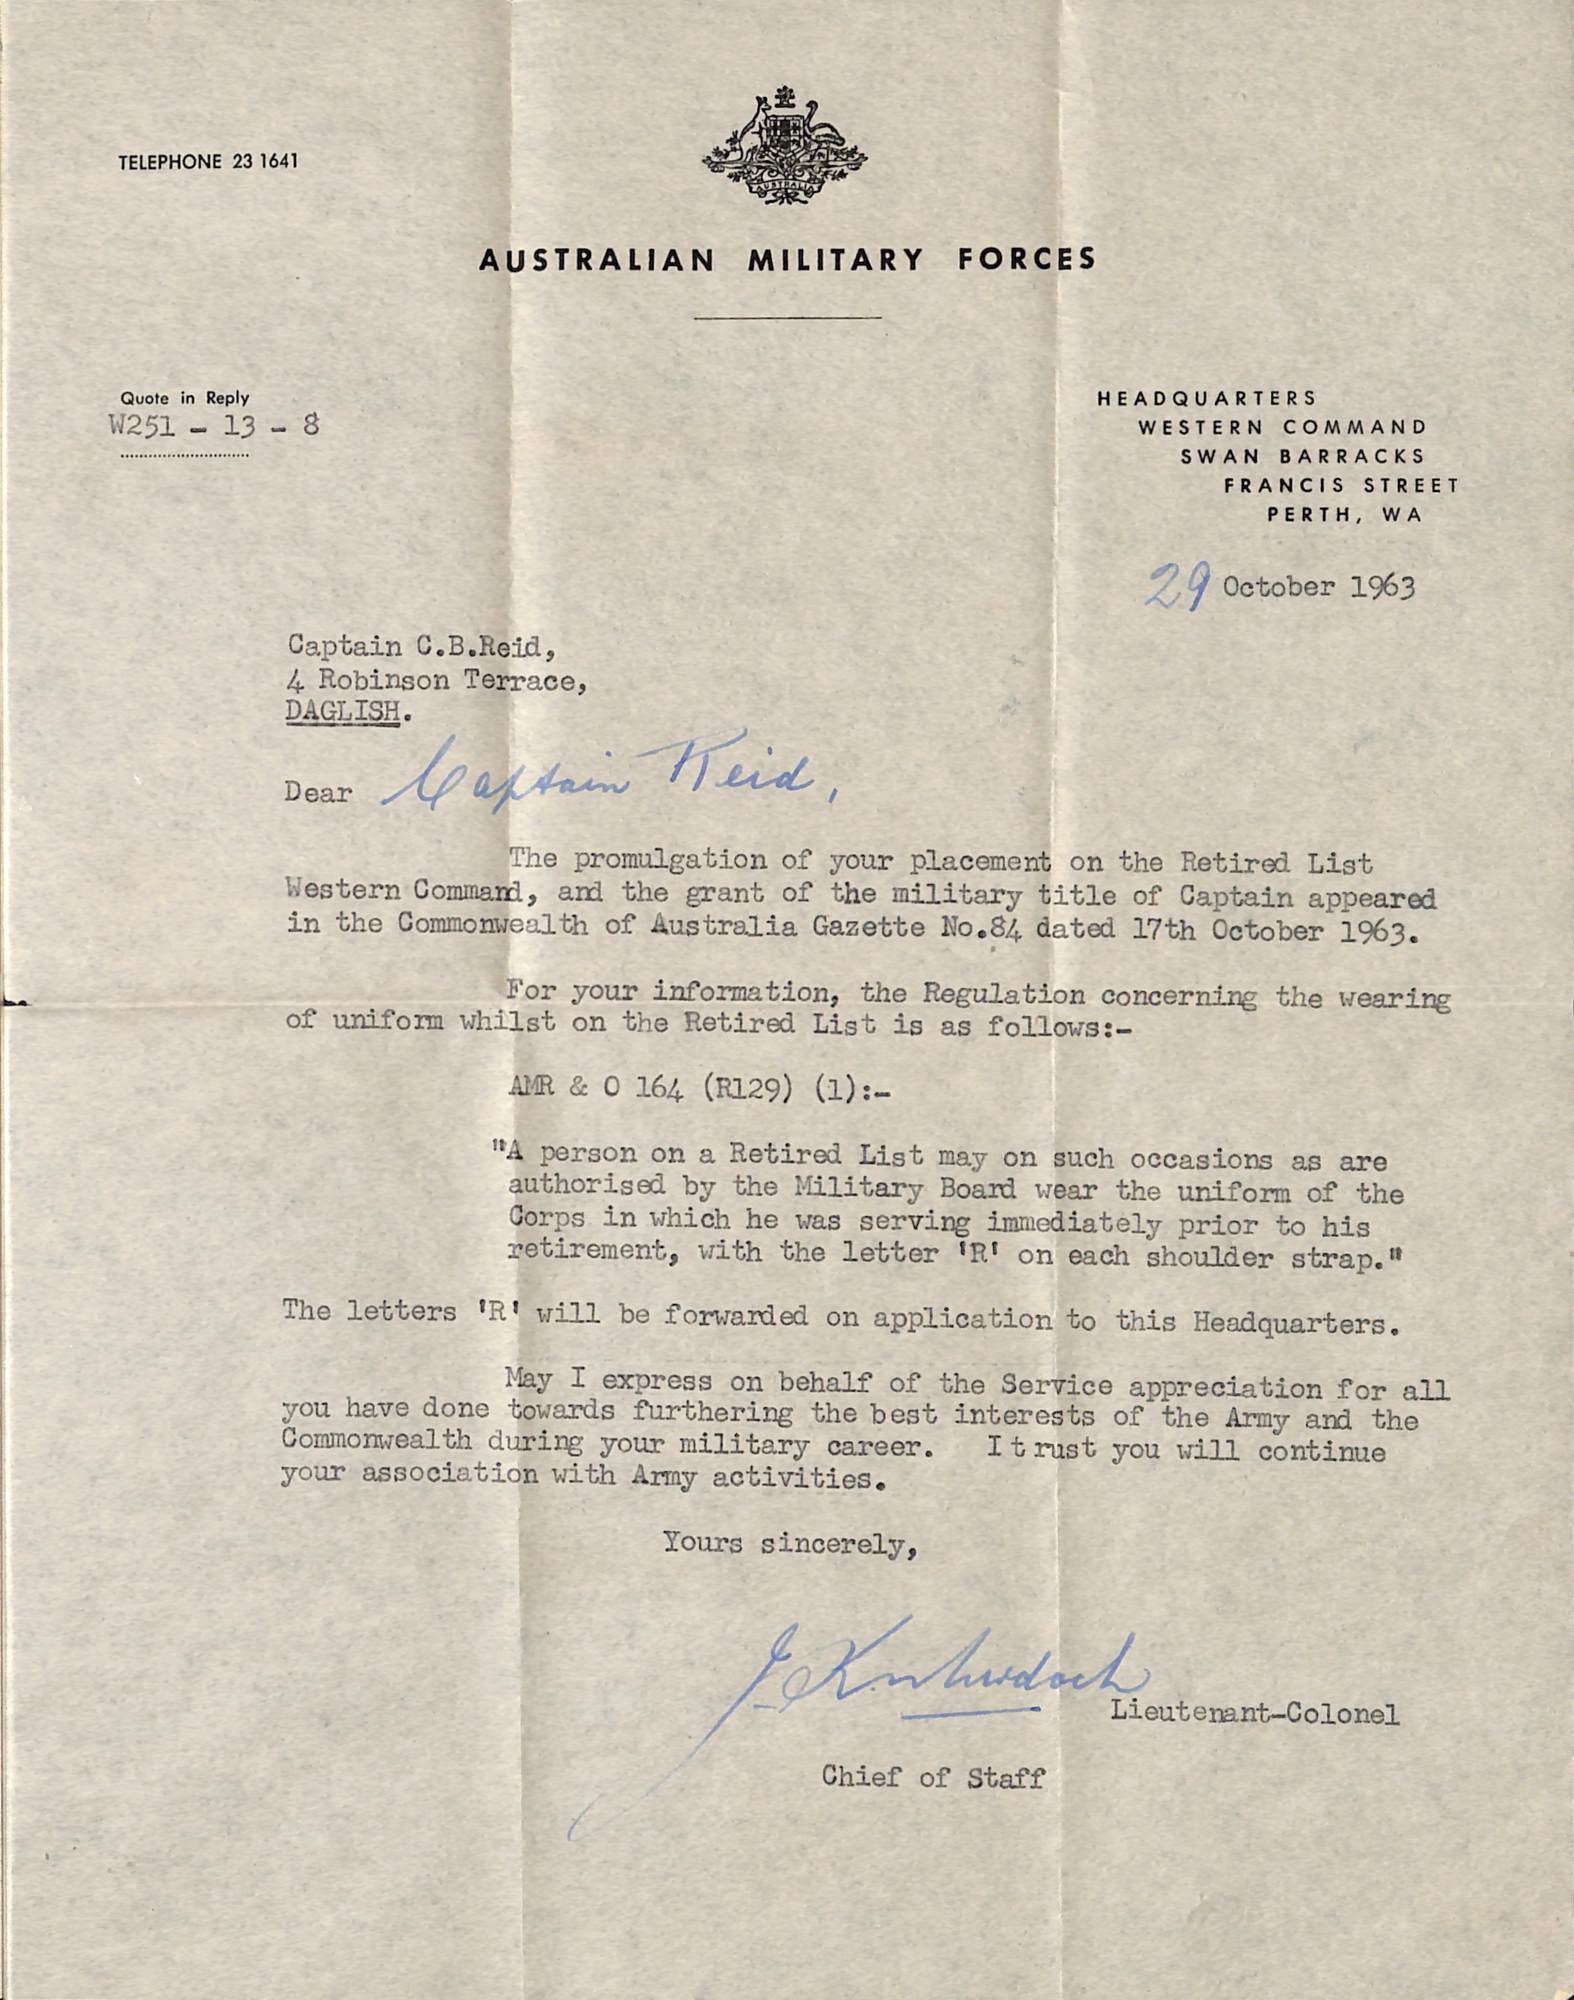 TELEPHONE 23 1641
AUSTRALIA
AUSTRALIAN MILITARY FORCES
Quote in Reply
W251 - 13 - 8
HEADQUARTERS
WESTERN COMMAND
SWAN BARRACKS
FRANCIS STREET
PERTH, WA
29 October 1963
Captain C.B.Reid,
4 Robinson Terrace,
DAGLISH.
Dear Captain Reid,
The promulgation of your placement on the Retired List
Western Command, and the grant of the military title of Captain appeared
in the Commonwealth of Australia Gazette No.84 dated 17th October 1963.
For your information, the Regulation concerning the wearing
of uniform whilst on the Retired List is as follows:-
AMR & O 164 (R129) (1):-
"A person on a Retired List may on such occasions as are
authorised by the Military Board wear the uniform of the
Corps in which he was serving immediately prior to his
retirement, with the letter 'R' on each shoulder strap."
The letters 'R' will be forwarded on application to this Headquarters.
May I express on behalf of the Service appreciation for all
you have done towards furthering the best interests of the Army and the
Commonwealth during your military career. I trust you will continue
your association with Army activities.
Yours sincerely,
Lieutenant-Colonel
Chief of Staff